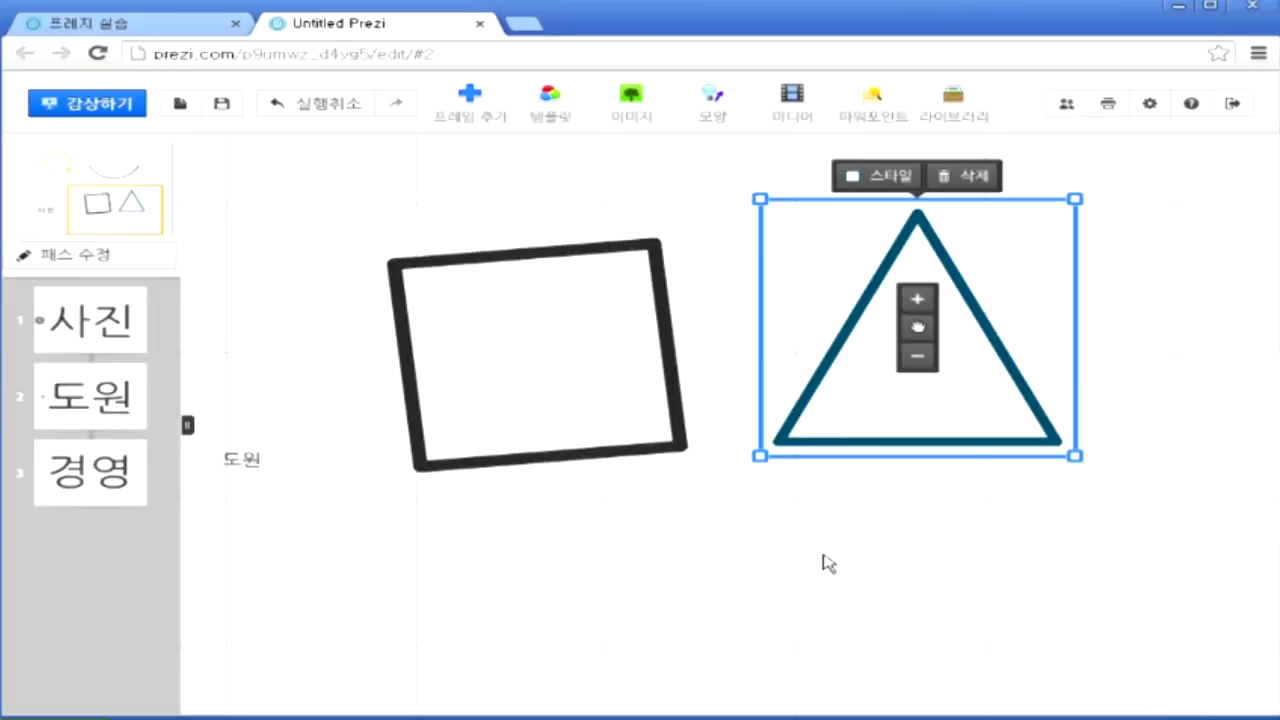 프레지 실습
Untitled Prezi
prezi.com/p9umwz_d4yg5/edit/#2
감상하기
실행취소
프레임 추가
템플릿
이미지
모양
미디어
파워포인트
라이브러리
스타일
삭제
패스 수정
1
사진
2
도원
3
경영
도원